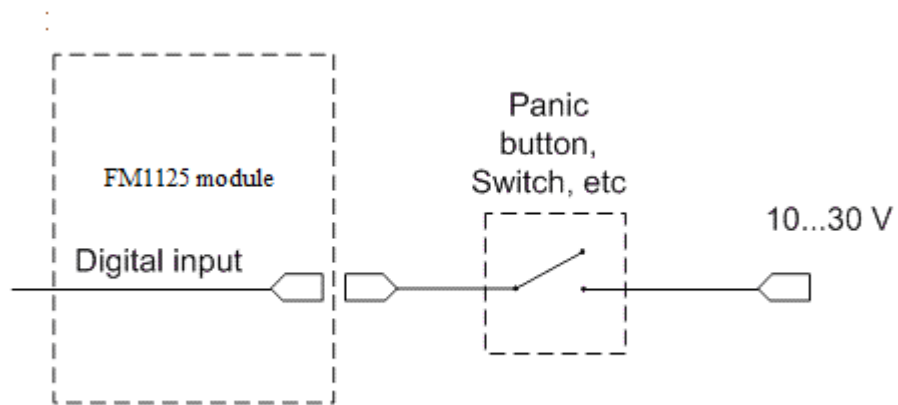 FM1125 module
Digital input
Panic
button,
Switch, etc
10...30 V